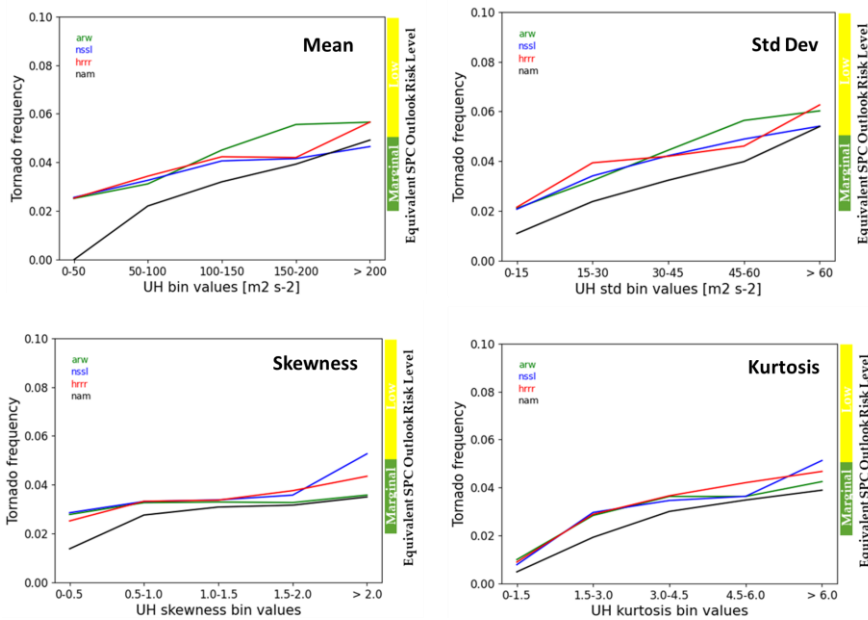 Mean
arw
nssl
hrrr
nam
Tornado frequency
0.10
0.08
0.06
0.04
0.02
0.00
0-50 50-100 100-150 150-200 > 200
UH bin values [m2 s-2]
Low
Marginal
Equivalent SPC Outlook Risk Level
Std Dev
arw
nssl
hrrr
nam
Tornado frequency
0.10
0.08
0.06
0.04
0.02
0.00
0-15 15-30 30-45 45-60 > 60
UH std bin values [m2 s-2]
Low
Marginal
Equivalent SPC Outlook Risk Level
Skewness
arw
nssl
hrrr
nam
Tornado frequency
0.10
0.08
0.06
0.04
0.02
0.00
0-0.5 0.5-1.0 1.0-1.5 1.5-2.0 > 2.0
UH skewness bin values
Low
Marginal
Equivalent SPC Outlook Risk Level
Kurtosis
arw
nssl
hrrr
nam
Tornado frequency
0.10
0.08
0.06
0.04
0.02
0.00
0-1.5 1.5-3.0 3.0-4.5 4.5-6.0 > 6.0
UH kurtosis bin values
Low
Marginal
Equivalent SPC Outlook Risk Level